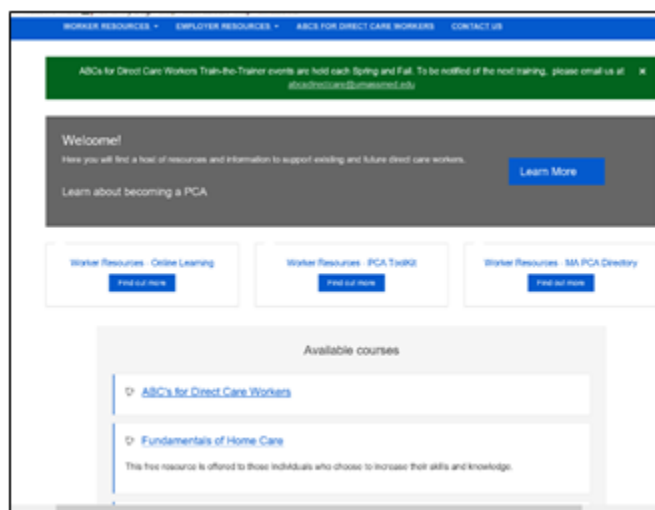 WORKER RESOURCES EMPLOYER RESOURCES ABCS FOR DIRECT CARE WORKERS CONTACT US
ABCs for Direct Care Workers Train-the-Trainer events are held each Spring and Fall. To be notified of the next training, please email us at
abcsdirectcare@umassmed.edu
Welcome!
Here you will find a host of resources and information to support existing and future direct care workers.
Learn More
Learn about becoming a PCA
Worker Resources - Online Learning
Find out more
Worker Resources - PCA ToolKit
Find out more
Worker Resources - MA PCA Directory
Find out more
Available courses
ABC's for Direct Care Workers
Fundamentals of Home Care
This free resource is offered to those individuals who choose to increase their skills and knowledge.